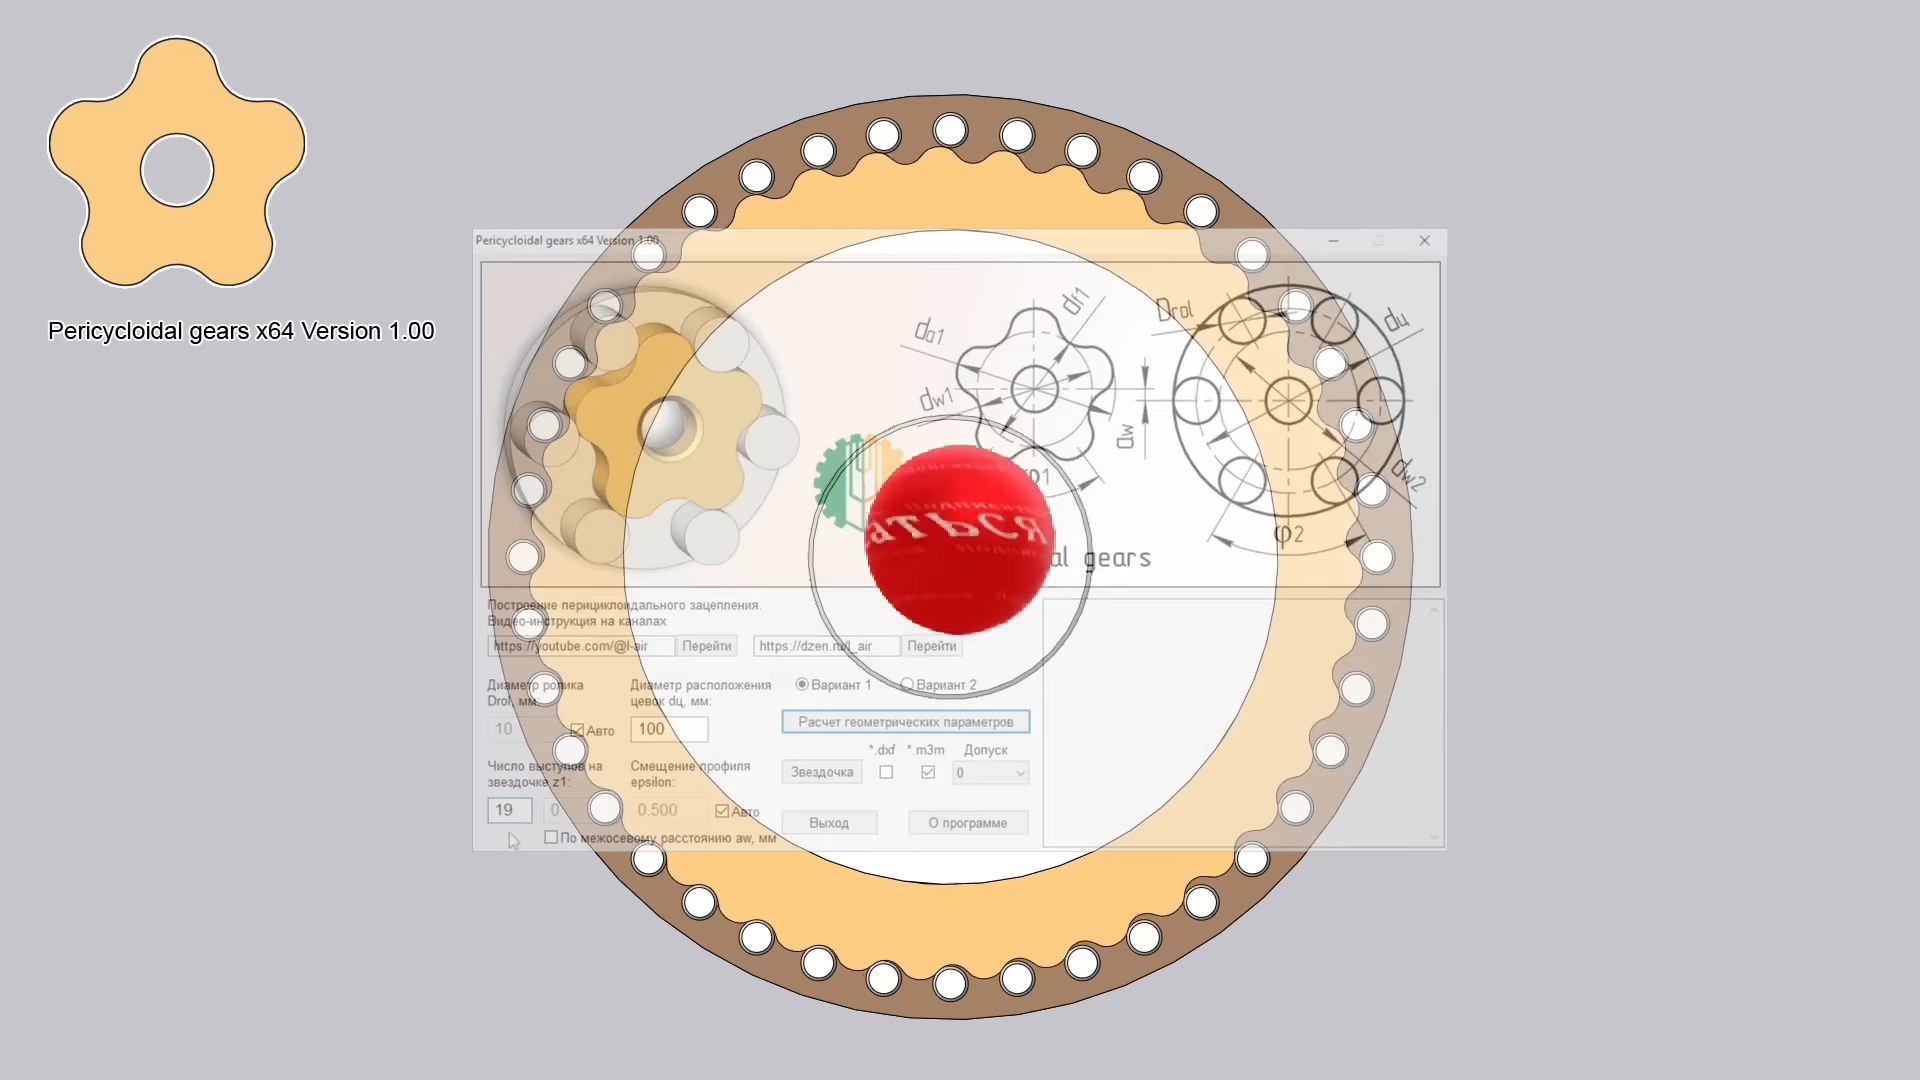 Pericycloidal gears x64 Version 1.00
Pericycloidal gears x64 Version 1.00
da1
df1
dw1
φ1
aw
Drol
dц
dw2
φ2
al gears
Построение перициклоидального зацепления.
Видео-инструкция на каналах
https://youtube.com/@l-air
Перейти
https://dzen.ru/l_air
Перейти
Диаметр ролика
Drol, мм:
10
Авто
Диаметр расположения
цевок dц, мм:
100
Вариант 1
Вариант 2
Расчет геометрических параметров
*.dxf
*.m3m
Допуск
Звездочка
0
Число выступов на
звездочке z1:
19
0
Смещение профиля
epsilon:
0.500
Авто
Выход
О программе
По межосевому расстоянию aw, мм